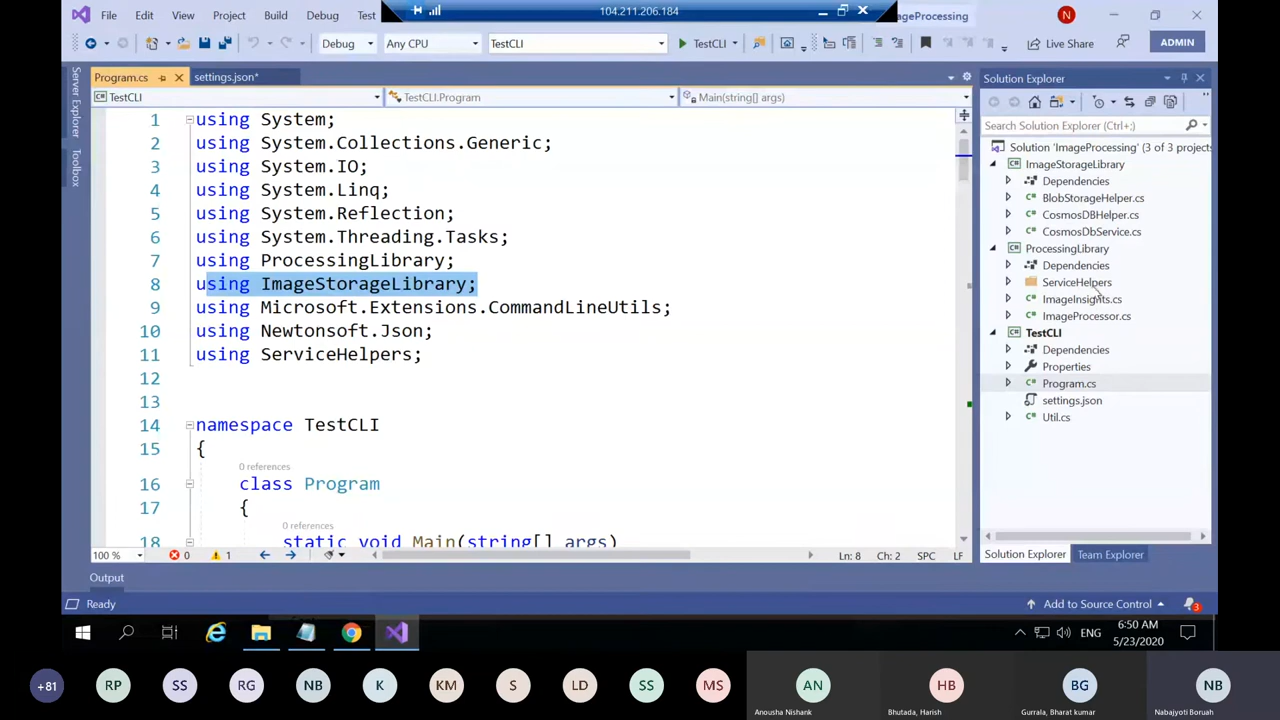 File Edit View Project Build Debug Test
104.211.206.184
ageProcessing
N
Debug
Any CPU
TestCLI
TestCLI
Live Share
ADMIN
Server Explorer
Toolbox
Program.cs
settings.json*
TestCLI
TestCLI.Program
Main(string[] args)
1 using System;
2 using System.Collections.Generic;
3 using System.IO;
4 using System.Linq;
5 using System.Reflection;
6 using System.Threading.Tasks;
7 using ProcessingLibrary;
8 using ImageStorageLibrary;
9 using Microsoft.Extensions.CommandLineUtils;
10 using Newtonsoft.Json;
11 using ServiceHelpers;
12
13
14 namespace TestCLI
15 {
0 references
16 class Program
17 {
0 references
18 static void Main(string[] args)
100 %
0
1
Ln: 8 Ch: 2 SPC LF
Solution Explorer
Search Solution Explorer (Ctrl+;)
Solution 'ImageProcessing' (3 of 3 projects
ImageStorageLibrary
Dependencies
BlobStorageHelper.cs
CosmosDBHelper.cs
CosmosDbService.cs
ProcessingLibrary
Dependencies
ServiceHelpers
ImageInsights.cs
ImageProcessor.cs
TestCLI
Dependencies
Properties
Program.cs
settings.json
Util.cs
Solution Explorer Team Explorer
Output
Ready
Add to Source Control
3
ENG
6:50 AM
5/23/2020
+81 RP SS RG NB K KM S LD SS MS
AN
Anousha Nishank
HB
Bhutada, Harish
BG
Gurrala, Bharat kumar
NB
Nabajyoti Boruah